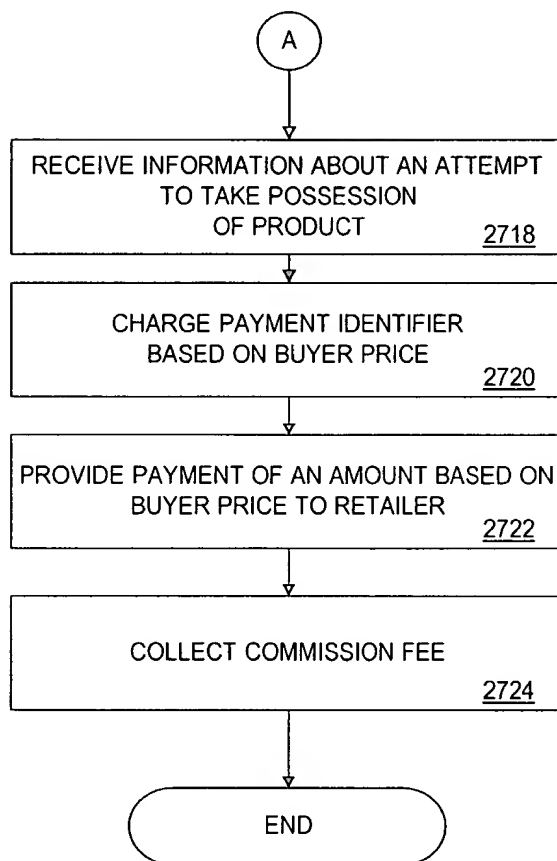 A
RECEIVE INFORMATION ABOUT AN ATTEMPT
TO TAKE POSSESSION
OF PRODUCT
2718
CHARGE PAYMENT IDENTIFIER
BASED ON BUYER PRICE
2720
PROVIDE PAYMENT OF AN AMOUNT BASED ON
BUYER PRICE TO RETAILER
2722
COLLECT COMMISSION FEE
2724
END